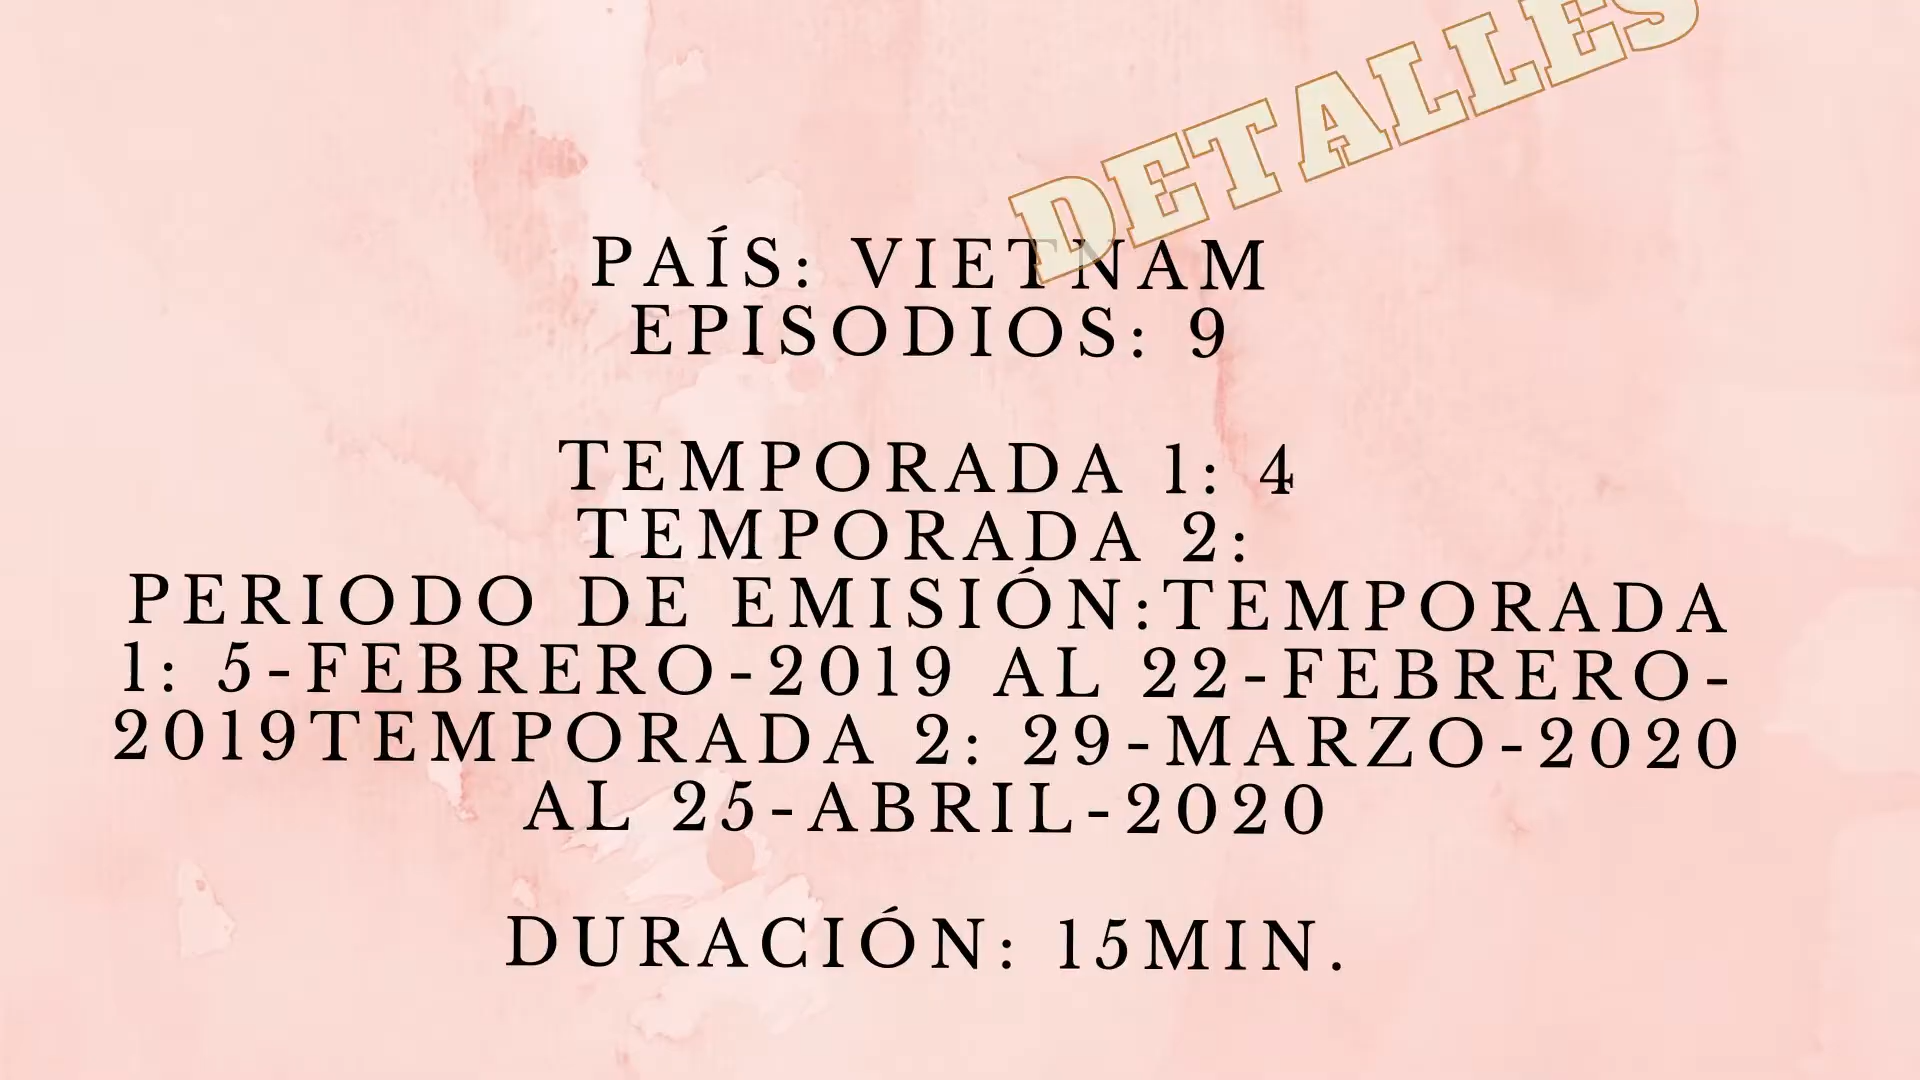 DETALLES
PAÍS: VIETNAM
EPISODIOS: 9
TEMPORADA 1: 4
TEMPORADA 2:
PERIODO DE EMISIÓN:TEMPORADA
1: 5-FEBRERO-2019 AL 22-FEBRERO-
2019TEMPORADA 2: 29-MARZO-2020
AL 25-ABRIL-2020
DURACIÓN: 15MIN.